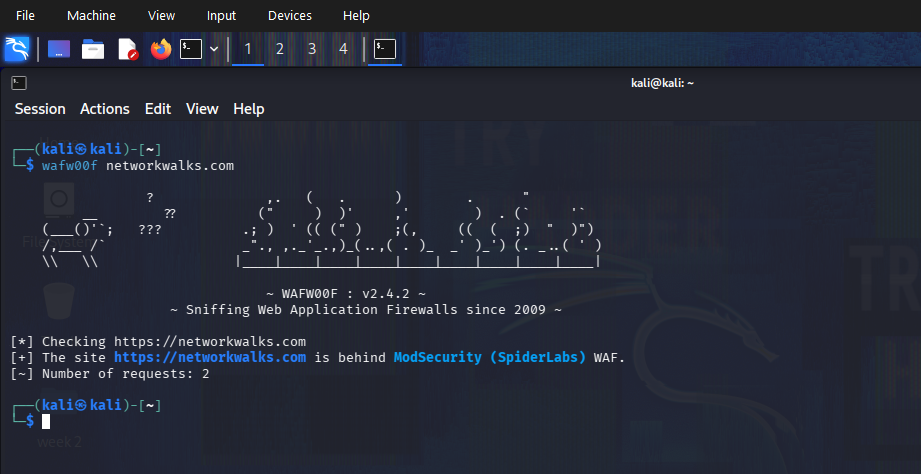 File Machine View Input Devices Help
1 2 3 4
kali@kali: ~
Session Actions Edit View Help
┌──(kali㉿kali)-[~]
└─$ wafw00f networkwalks.com
~ WAFW00F : v2.4.2 ~
~ Sniffing Web Application Firewalls since 2009 ~
[*] Checking https://networkwalks.com
[+] The site https://networkwalks.com is behind ModSecurity (SpiderLabs) WAF.
[~] Number of requests: 2
┌──(kali㉿kali)-[~]
└─$
week 2